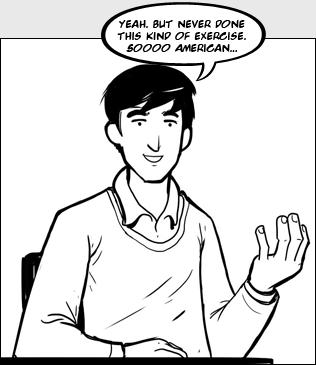 YEAH. BUT NEVER DONE
THIS KIND OF EXERCISE.
SOOOO AMERICAN...